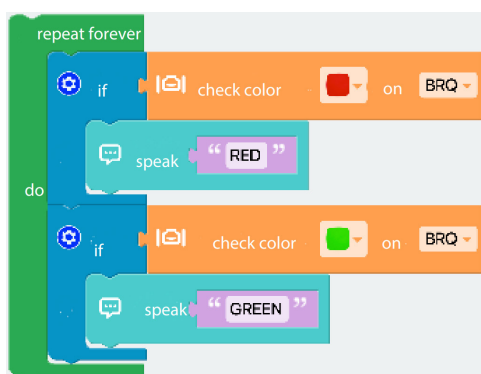 repeat forever
if check color on BRQ
speak “ RED ”
do
if check color on BRQ
speak “ GREEN ”